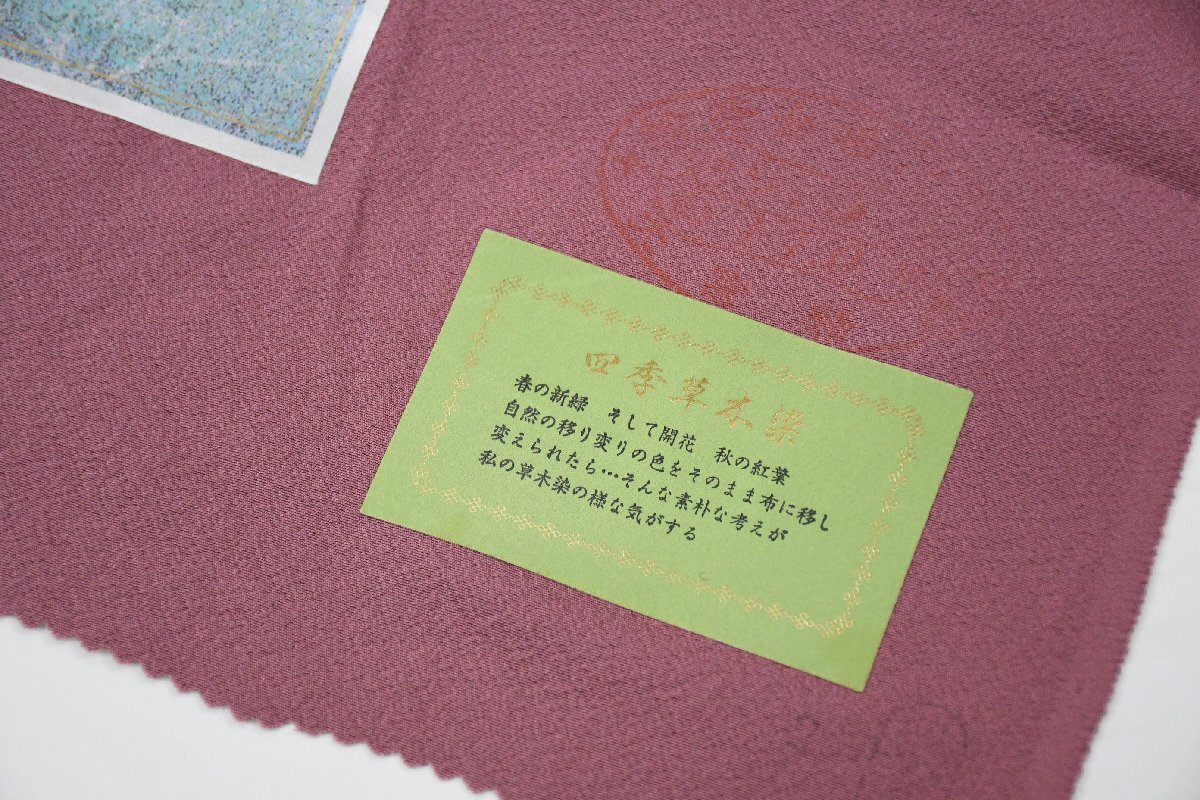 四季草木染
春の新緑　そして開花　秋の紅葉
自然の移り変りの色をそのまま布に移し
変えられたら…そんな素朴な考えが
私の草木染の様な気がする